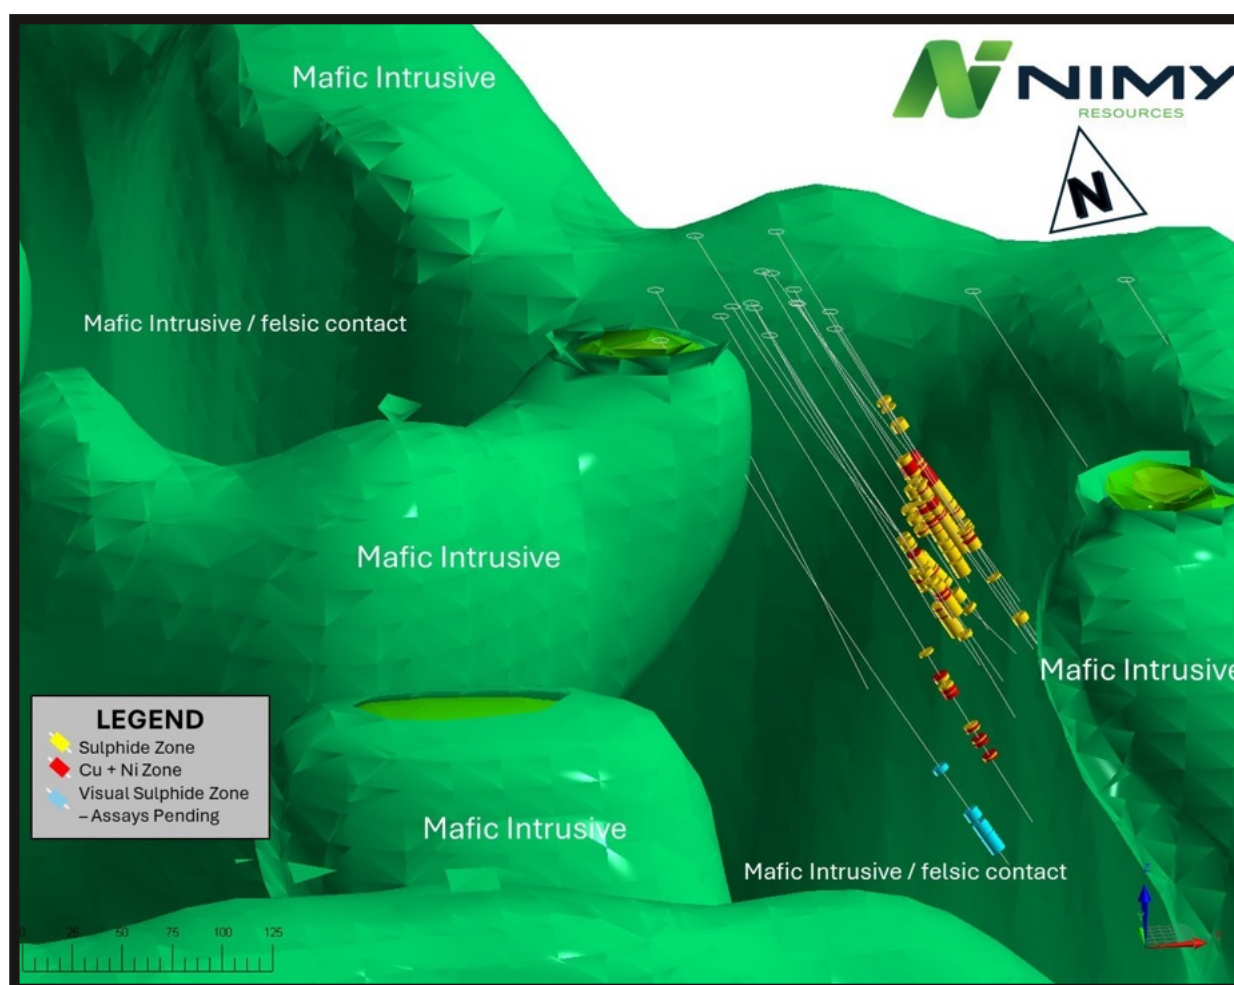 Mafic Intrusive
NIMY
RESOURCES
N
Mafic Intrusive / felsic contact
Mafic Intrusive
Mafic Intrusive
LEGEND
Sulphide Zone
Cu + Ni Zone
Visual Sulphide Zone
– Assays Pending
Mafic Intrusive
Mafic Intrusive / felsic contact
0 25 50 75 100 125